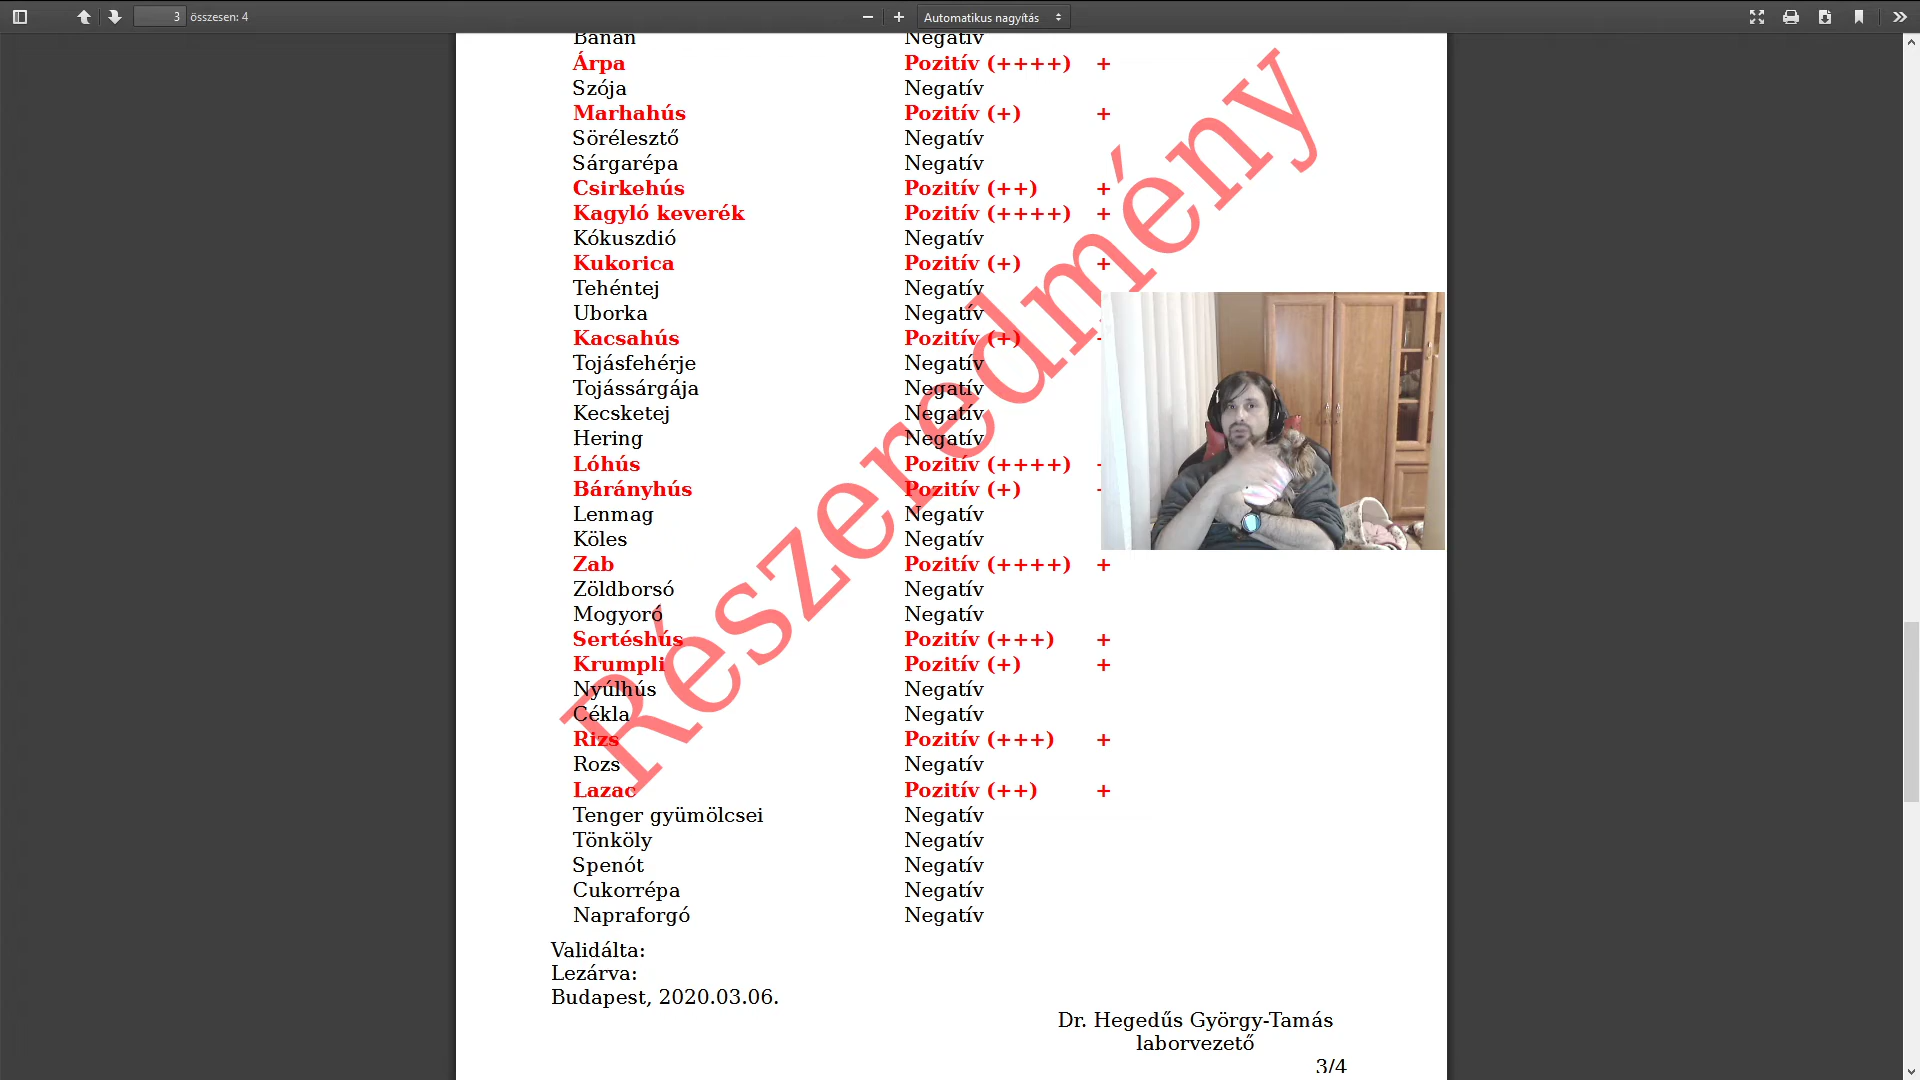 3 összesen: 4 Automatikus nagyítás
Banán Negatív
Árpa Pozitív (++++) +
Szója Negatív
Marhahús Pozitív (+) +
Sörélesztő Negatív
Sárgarépa Negatív
Csirkehús Pozitív (++) +
Kagyló keverék Pozitív (++++) +
Kókuszdió Negatív
Kukorica Pozitív (+) +
Tehéntej Negatív
Uborka Negatív
Kacsahús Pozitív (+)
Tojásfehérje Negatív
Tojássárgája Negatív
Kecsketej Negatív
Hering Negatív
Lóhús Pozitív (++++)
Bárányhús Pozitív (+)
Lenmag Negatív
Köles Negatív
Zab Pozitív (++++) +
Zöldborsó Negatív
Mogyoró Negatív
Sertéshús Pozitív (+++) +
Krumpli Pozitív (+) +
Nyúlhús Negatív
Cékla Negatív
Rizs Pozitív (+++) +
Rozs Negatív
Lazac Pozitív (++) +
Tenger gyümölcsei Negatív
Tönköly Negatív
Spenót Negatív
Cukorrépa Negatív
Napraforgó Negatív
Részeredmény
Validálta:
Lezárva:
Budapest, 2020.03.06.
Dr. Hegedűs György-Tamás
laborvezető
3/4